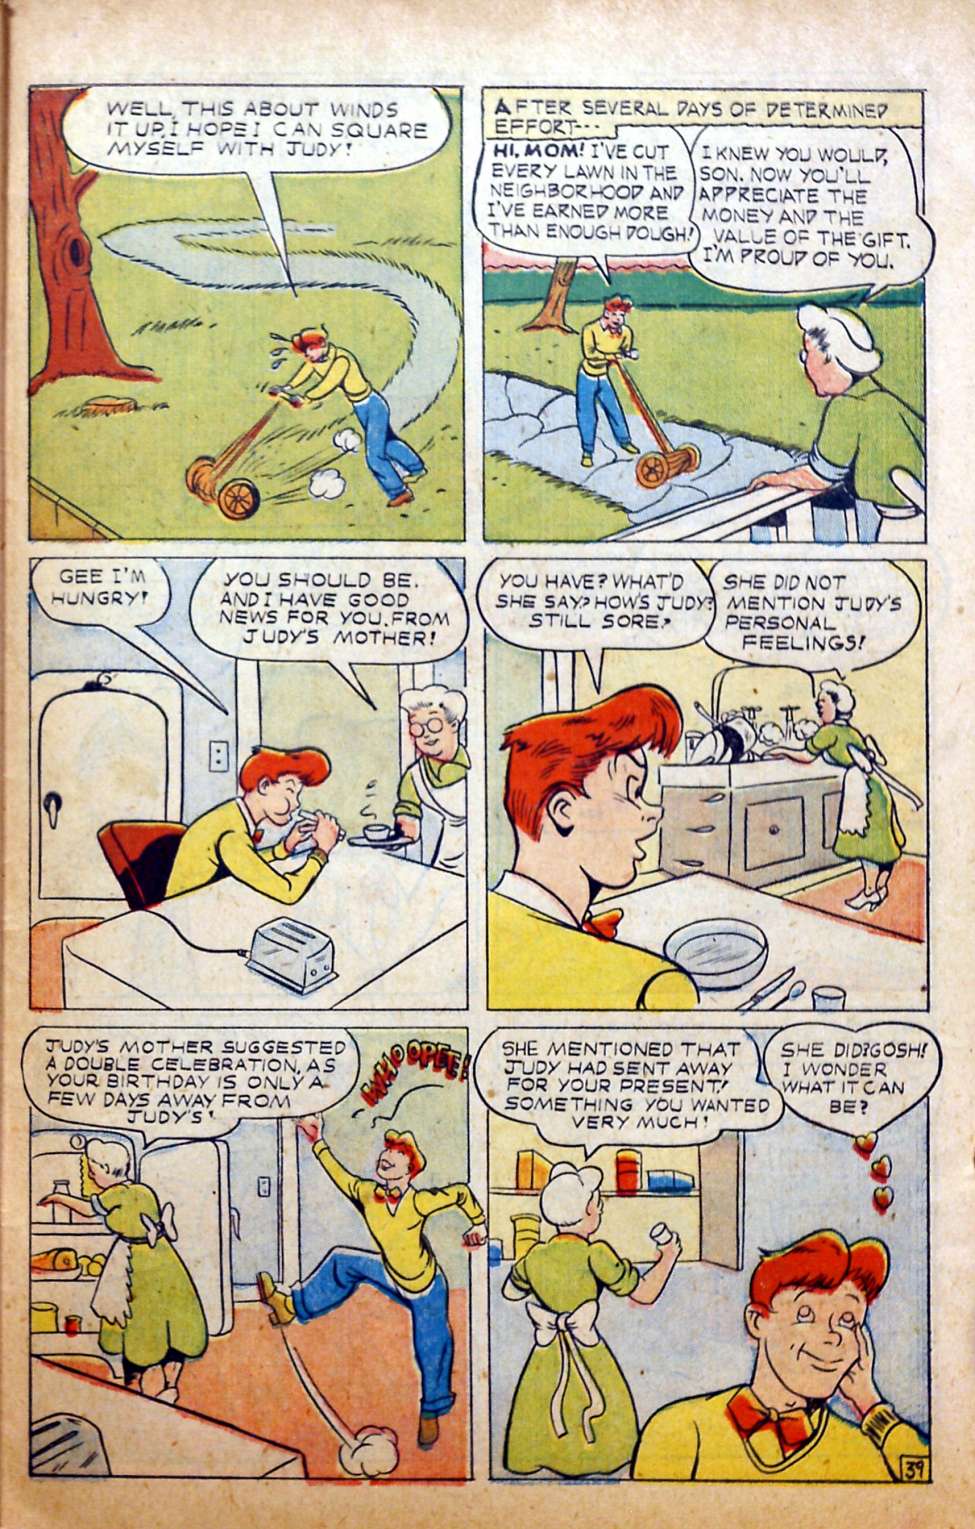 WELL, THIS ABOUT WINDS
IT UP. I HOPE I CAN SQUARE
MYSELF WITH JUDY!
AFTER SEVERAL DAYS OF DETERMINED
EFFORT---
HI, MOM! I'VE CUT
EVERY LAWN IN THE
NEIGHBORHOOD AND
I'VE EARNED MORE
THAN ENOUGH DOUGH!
I KNEW YOU WOULD,
SON. NOW YOU'LL
APPRECIATE THE
MONEY AND THE
VALUE OF THE GIFT.
I'M PROUD OF YOU.
GEE I'M
HUNGRY!
YOU SHOULD BE.
AND I HAVE GOOD
NEWS FOR YOU. FROM
JUDY'S MOTHER!
YOU HAVE? WHAT'D
SHE SAY? HOW'S JUDY?
STILL SORE?
SHE DID NOT
MENTION JUDY'S
PERSONAL
FEELINGS!
JUDY'S MOTHER SUGGESTED
A DOUBLE CELEBRATION, AS
YOUR BIRTHDAY IS ONLY A
FEW DAYS AWAY FROM
JUDY'S!
WHOOPEE!
SHE MENTIONED THAT
JUDY HAD SENT AWAY
FOR YOUR PRESENT!
SOMETHING YOU WANTED
VERY MUCH!
SHE DID? GOSH!
I WONDER
WHAT IT CAN
BE?
39